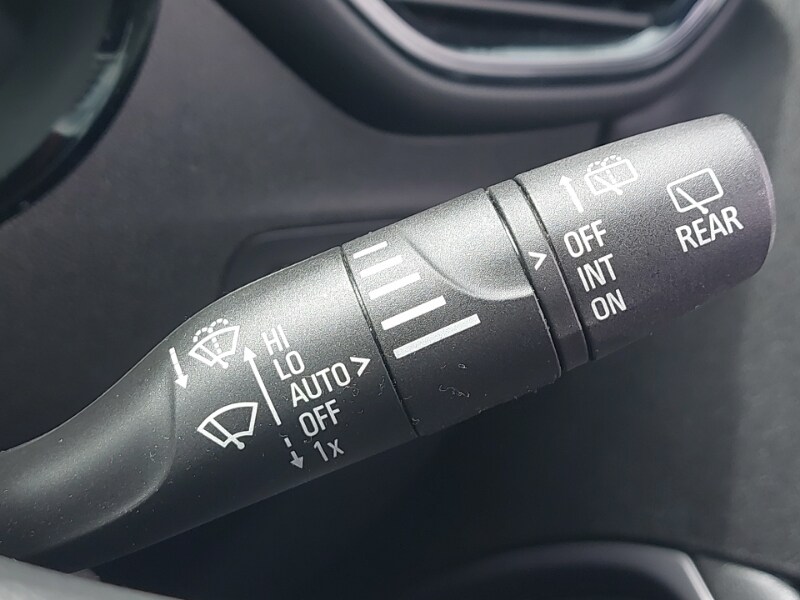 HI
LO
AUTO >
OFF
1x
>
OFF
INT
ON
REAR